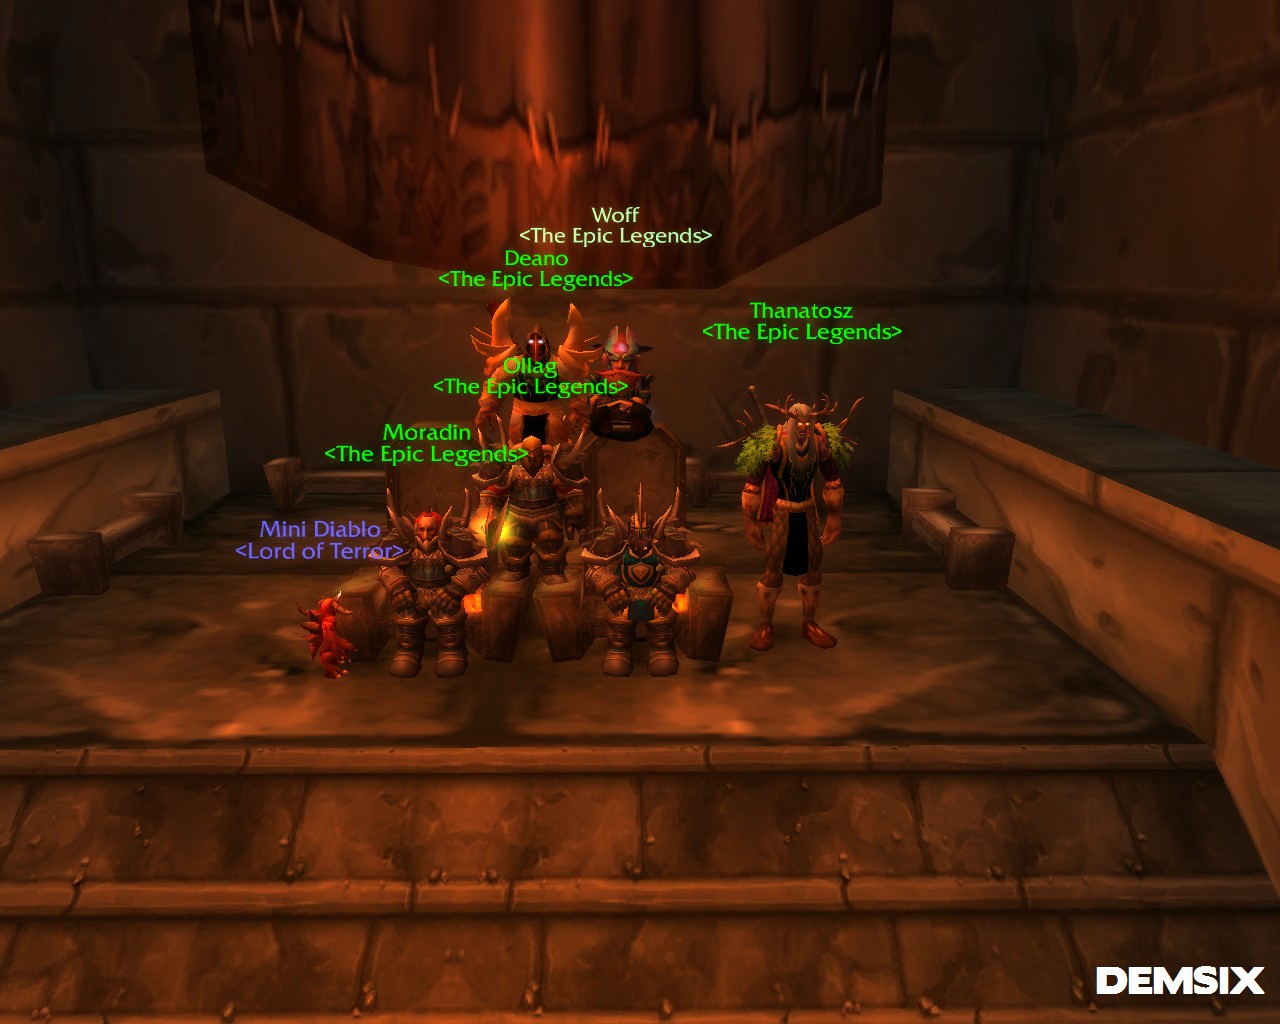 Woff
<The Epic Legends>
Deano
<The Epic Legends>
Thanatosz
<The Epic Legends>
Ollag
<The Epic Legends>
Moradin
<The Epic Legends>
Mini Diablo
<Lord of Terror>
DEMSIX